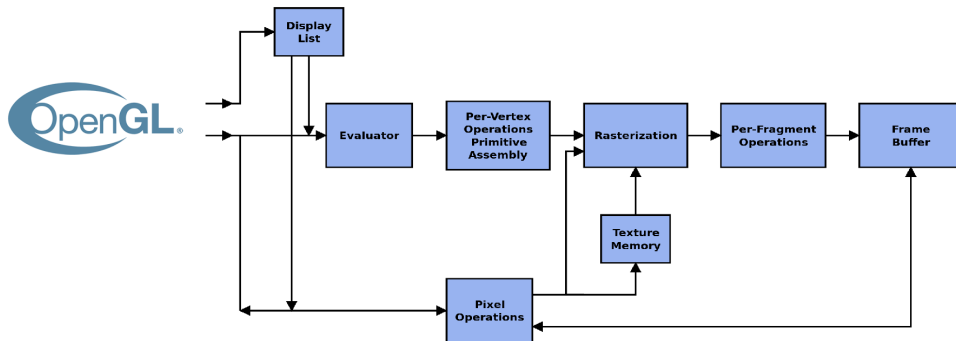 Display
List
OpenGL®
Evaluator
Per-Vertex
Operations
Primitive
Assembly
Rasterization
Per-Fragment
Operations
Frame
Buffer
Texture
Memory
Pixel
Operations